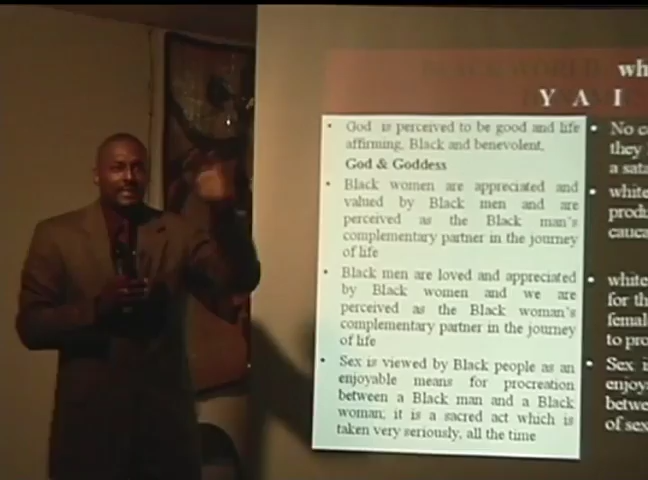 wh
Y A I
• God is perceived to be good and life
affirming, Black and benevolent,
God & Goddess
• Black women are appreciated and
valued by Black men and are
perceived as the Black man's
complementary partner in the journey
of life
• Black men are loved and appreciated
by Black women and we are
perceived as the Black woman's
complementary partner in the journey
of life
• Sex is viewed by Black people as an
enjoyable means for procreation
between a Black man and a Black
woman; it is a sacred act which is
taken very seriously, all the time
• No c
they
a sata
• white
produ
cauca
• white
for th
femal
to pro
• Sex i
enjoy
betwe
of sex